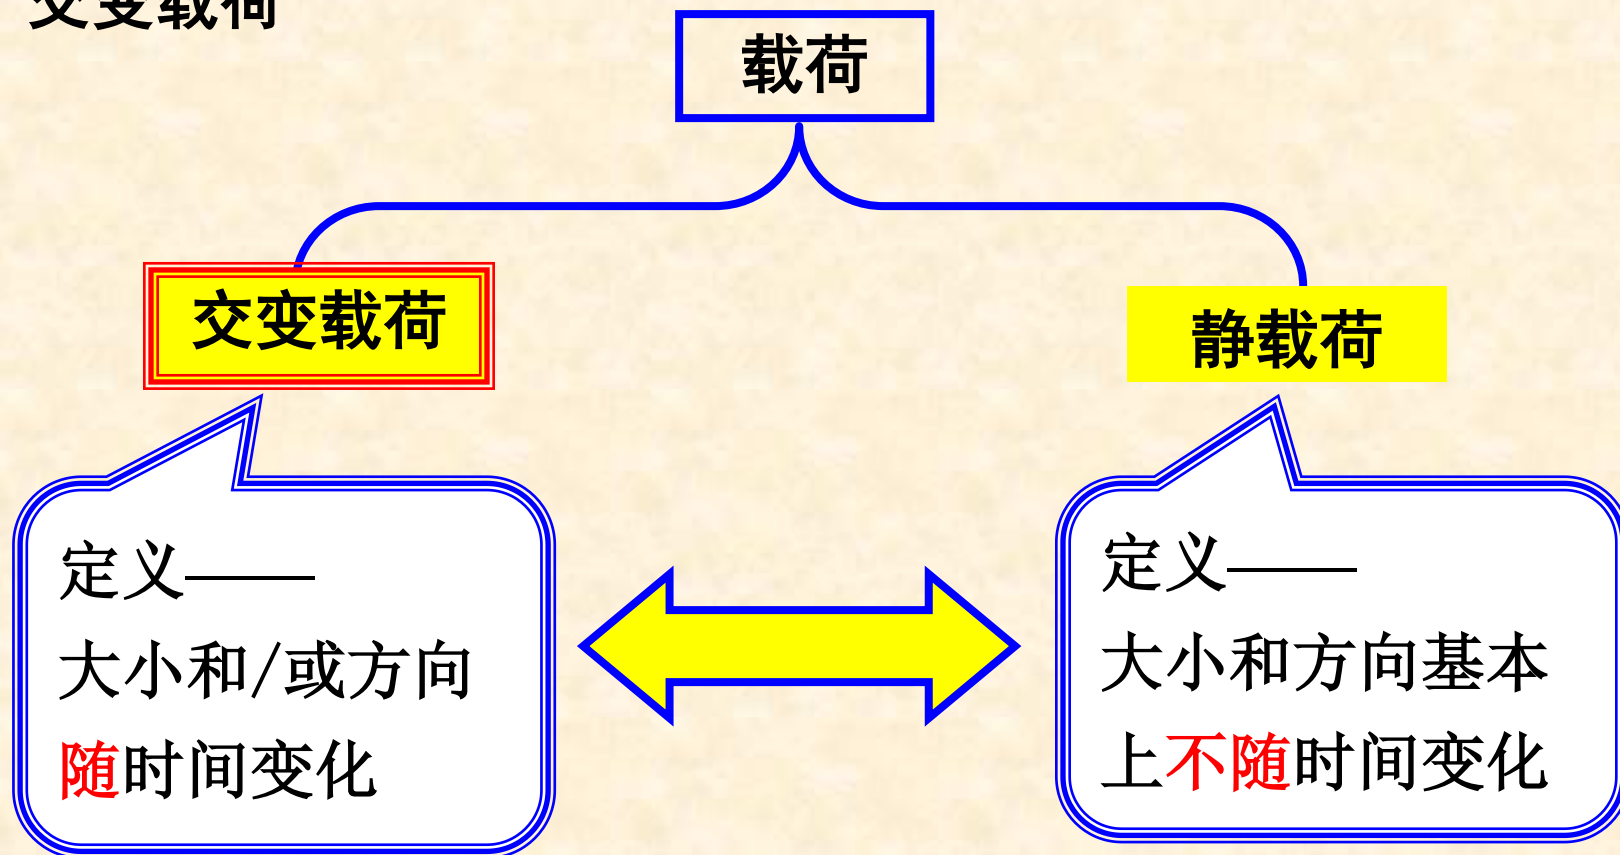 交变载荷
载荷
交变载荷
静载荷
定义——
大小和/或方向
随时间变化
定义——
大小和方向基本
上不随时间变化